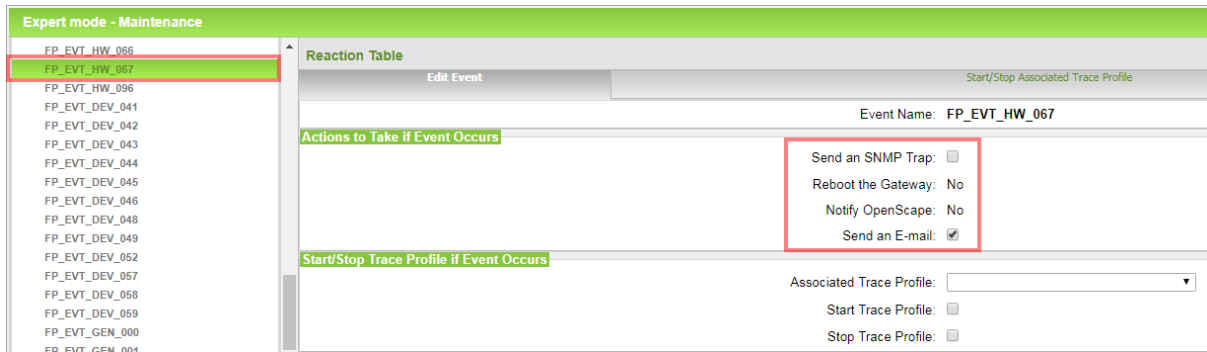 Expert mode - Maintenance
FP_EVT_HW_066
FP_EVT_HW_067
FP_EVT_HW_096
FP_EVT_DEV_041
FP_EVT_DEV_042
FP_EVT_DEV_043
FP_EVT_DEV_044
FP_EVT_DEV_045
FP_EVT_DEV_046
FP_EVT_DEV_048
FP_EVT_DEV_049
FP_EVT_DEV_052
FP_EVT_DEV_057
FP_EVT_DEV_058
FP_EVT_DEV_059
FP_EVT_GEN_000
FP_EVT_GEN_001
Reaction Table
Edit Event
Start/Stop Associated Trace Profile
Event Name: FP_EVT_HW_067
Actions to Take if Event Occurs
Send an SNMP Trap:
Reboot the Gateway: No
Notify OpenScape: No
Send an E-mail:
Start/Stop Trace Profile if Event Occurs
Associated Trace Profile:
Start Trace Profile:
Stop Trace Profile: